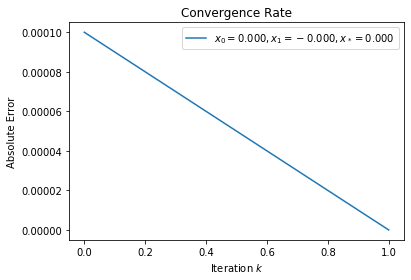 Convergence Rate
x₀ = 0.000, x₁ = −0.000, x* = 0.000
Absolute Error
0.00010
0.00008
0.00006
0.00004
0.00002
0.00000
0.0 0.2 0.4 0.6 0.8 1.0
Iteration k